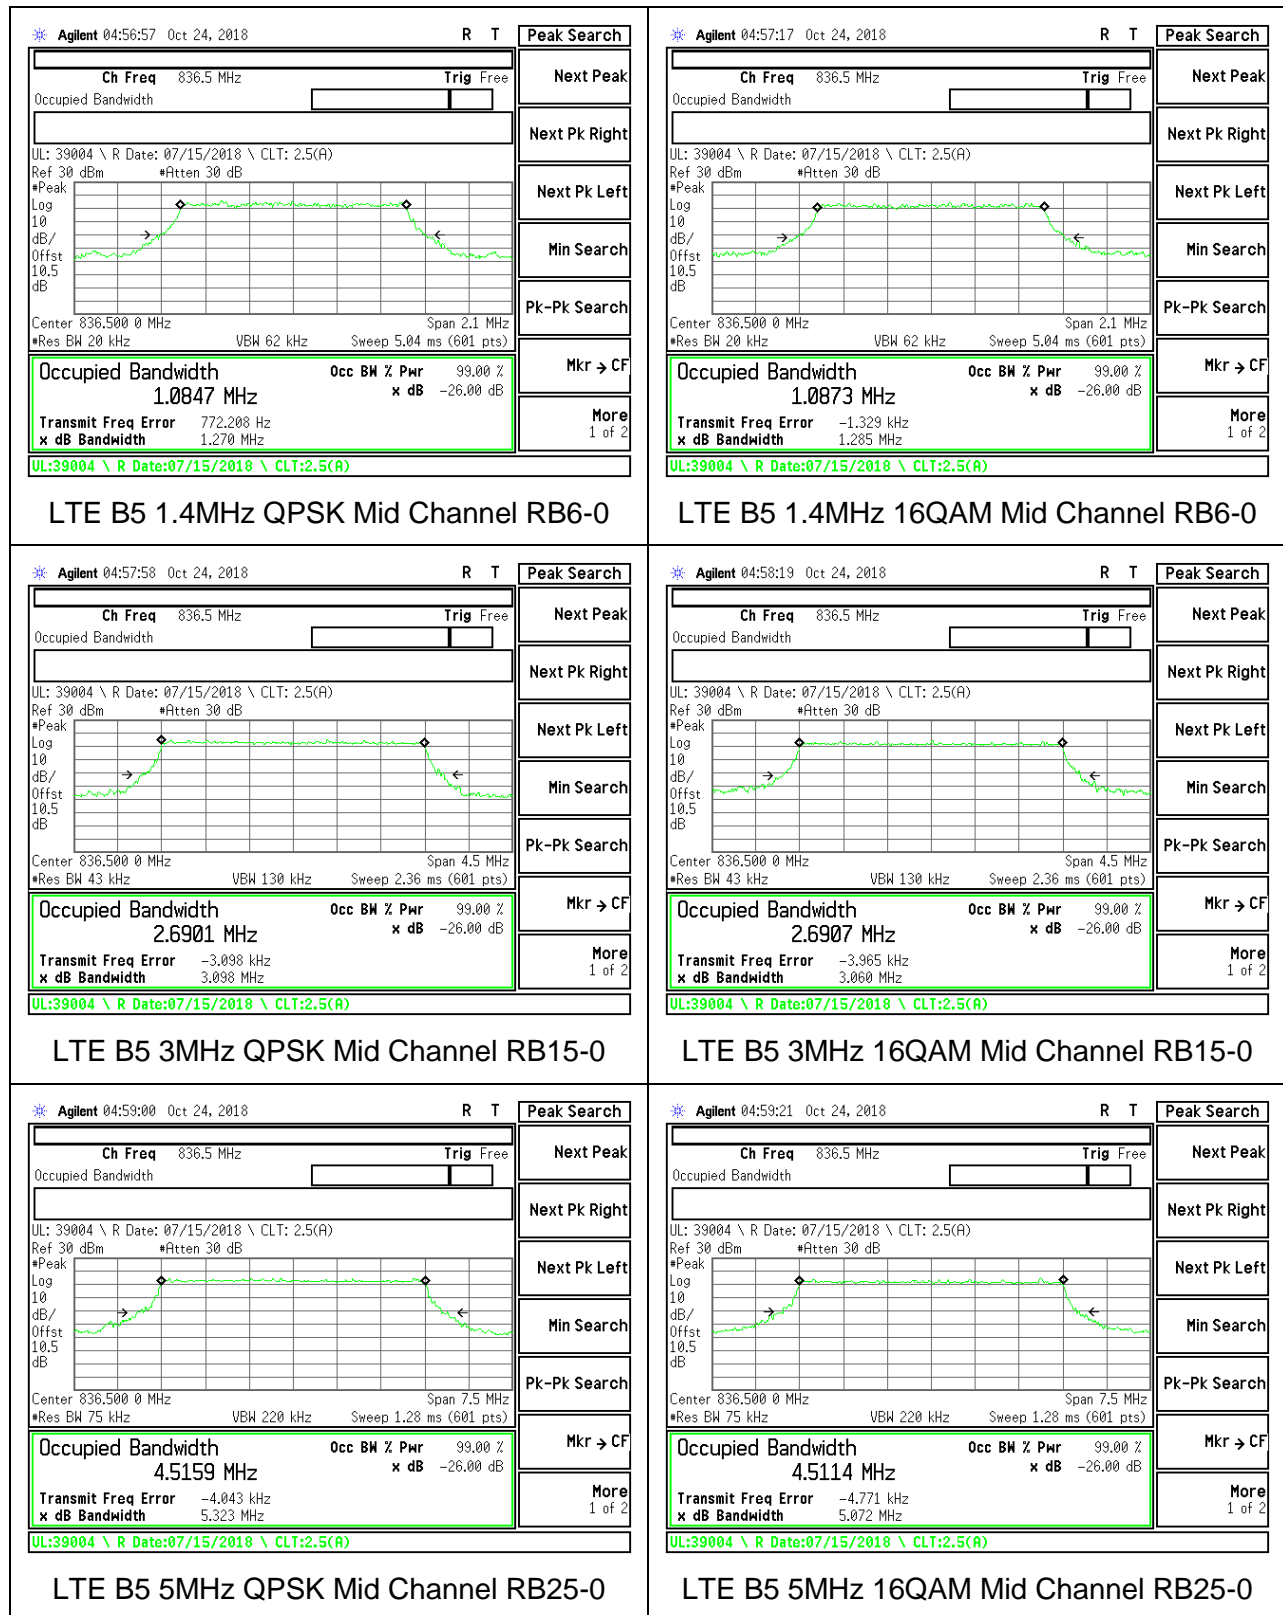 Agilent 04:56:57 Oct 24, 2018 R T Peak Search
Ch Freq 836.5 MHz Trig Free
Occupied Bandwidth
Next Peak
Next Pk Right
Next Pk Left
Min Search
Pk-Pk Search
Mkr → CF
More
1 of 2
UL: 39004 \ R Date: 07/15/2018 \ CLT: 2.5(A)
Ref 30 dBm #Atten 30 dB
#Peak
Log
10
dB/
Offst
10.5
dB
Center 836.500 0 MHz Span 2.1 MHz
#Res BW 20 kHz VBW 62 kHz Sweep 5.04 ms (601 pts)
Occupied Bandwidth Occ BW % Pwr 99.00 %
1.0847 MHz x dB -26.00 dB
Transmit Freq Error 772.208 Hz
x dB Bandwidth 1.270 MHz
UL:39004 \ R Date:07/15/2018 \ CLT:2.5(A)
LTE B5 1.4MHz QPSK Mid Channel RB6-0
Agilent 04:57:17 Oct 24, 2018 R T Peak Search
Ch Freq 836.5 MHz Trig Free
Occupied Bandwidth
Next Peak
Next Pk Right
Next Pk Left
Min Search
Pk-Pk Search
Mkr → CF
More
1 of 2
UL: 39004 \ R Date: 07/15/2018 \ CLT: 2.5(A)
Ref 30 dBm #Atten 30 dB
#Peak
Log
10
dB/
Offst
10.5
dB
Center 836.500 0 MHz Span 2.1 MHz
#Res BW 20 kHz VBW 62 kHz Sweep 5.04 ms (601 pts)
Occupied Bandwidth Occ BW % Pwr 99.00 %
1.0873 MHz x dB -26.00 dB
Transmit Freq Error -1.329 kHz
x dB Bandwidth 1.285 MHz
UL:39004 \ R Date:07/15/2018 \ CLT:2.5(A)
LTE B5 1.4MHz 16QAM Mid Channel RB6-0
Agilent 04:57:58 Oct 24, 2018 R T Peak Search
Ch Freq 836.5 MHz Trig Free
Occupied Bandwidth
Next Peak
Next Pk Right
Next Pk Left
Min Search
Pk-Pk Search
Mkr → CF
More
1 of 2
UL: 39004 \ R Date: 07/15/2018 \ CLT: 2.5(A)
Ref 30 dBm #Atten 30 dB
#Peak
Log
10
dB/
Offst
10.5
dB
Center 836.500 0 MHz Span 4.5 MHz
#Res BW 43 kHz VBW 130 kHz Sweep 2.36 ms (601 pts)
Occupied Bandwidth Occ BW % Pwr 99.00 %
2.6901 MHz x dB -26.00 dB
Transmit Freq Error -3.098 kHz
x dB Bandwidth 3.098 MHz
UL:39004 \ R Date:07/15/2018 \ CLT:2.5(A)
LTE B5 3MHz QPSK Mid Channel RB15-0
Agilent 04:58:19 Oct 24, 2018 R T Peak Search
Ch Freq 836.5 MHz Trig Free
Occupied Bandwidth
Next Peak
Next Pk Right
Next Pk Left
Min Search
Pk-Pk Search
Mkr → CF
More
1 of 2
UL: 39004 \ R Date: 07/15/2018 \ CLT: 2.5(A)
Ref 30 dBm #Atten 30 dB
#Peak
Log
10
dB/
Offst
10.5
dB
Center 836.500 0 MHz Span 4.5 MHz
#Res BW 43 kHz VBW 130 kHz Sweep 2.36 ms (601 pts)
Occupied Bandwidth Occ BW % Pwr 99.00 %
2.6907 MHz x dB -26.00 dB
Transmit Freq Error -3.965 kHz
x dB Bandwidth 3.060 MHz
UL:39004 \ R Date:07/15/2018 \ CLT:2.5(A)
LTE B5 3MHz 16QAM Mid Channel RB15-0
Agilent 04:59:00 Oct 24, 2018 R T Peak Search
Ch Freq 836.5 MHz Trig Free
Occupied Bandwidth
Next Peak
Next Pk Right
Next Pk Left
Min Search
Pk-Pk Search
Mkr → CF
More
1 of 2
UL: 39004 \ R Date: 07/15/2018 \ CLT: 2.5(A)
Ref 30 dBm #Atten 30 dB
#Peak
Log
10
dB/
Offst
10.5
dB
Center 836.500 0 MHz Span 7.5 MHz
#Res BW 75 kHz VBW 220 kHz Sweep 1.28 ms (601 pts)
Occupied Bandwidth Occ BW % Pwr 99.00 %
4.5159 MHz x dB -26.00 dB
Transmit Freq Error -4.043 kHz
x dB Bandwidth 5.323 MHz
UL:39004 \ R Date:07/15/2018 \ CLT:2.5(A)
LTE B5 5MHz QPSK Mid Channel RB25-0
Agilent 04:59:21 Oct 24, 2018 R T Peak Search
Ch Freq 836.5 MHz Trig Free
Occupied Bandwidth
Next Peak
Next Pk Right
Next Pk Left
Min Search
Pk-Pk Search
Mkr → CF
More
1 of 2
UL: 39004 \ R Date: 07/15/2018 \ CLT: 2.5(A)
Ref 30 dBm #Atten 30 dB
#Peak
Log
10
dB/
Offst
10.5
dB
Center 836.500 0 MHz Span 7.5 MHz
#Res BW 75 kHz VBW 220 kHz Sweep 1.28 ms (601 pts)
Occupied Bandwidth Occ BW % Pwr 99.00 %
4.5114 MHz x dB -26.00 dB
Transmit Freq Error -4.771 kHz
x dB Bandwidth 5.072 MHz
UL:39004 \ R Date:07/15/2018 \ CLT:2.5(A)
LTE B5 5MHz 16QAM Mid Channel RB25-0